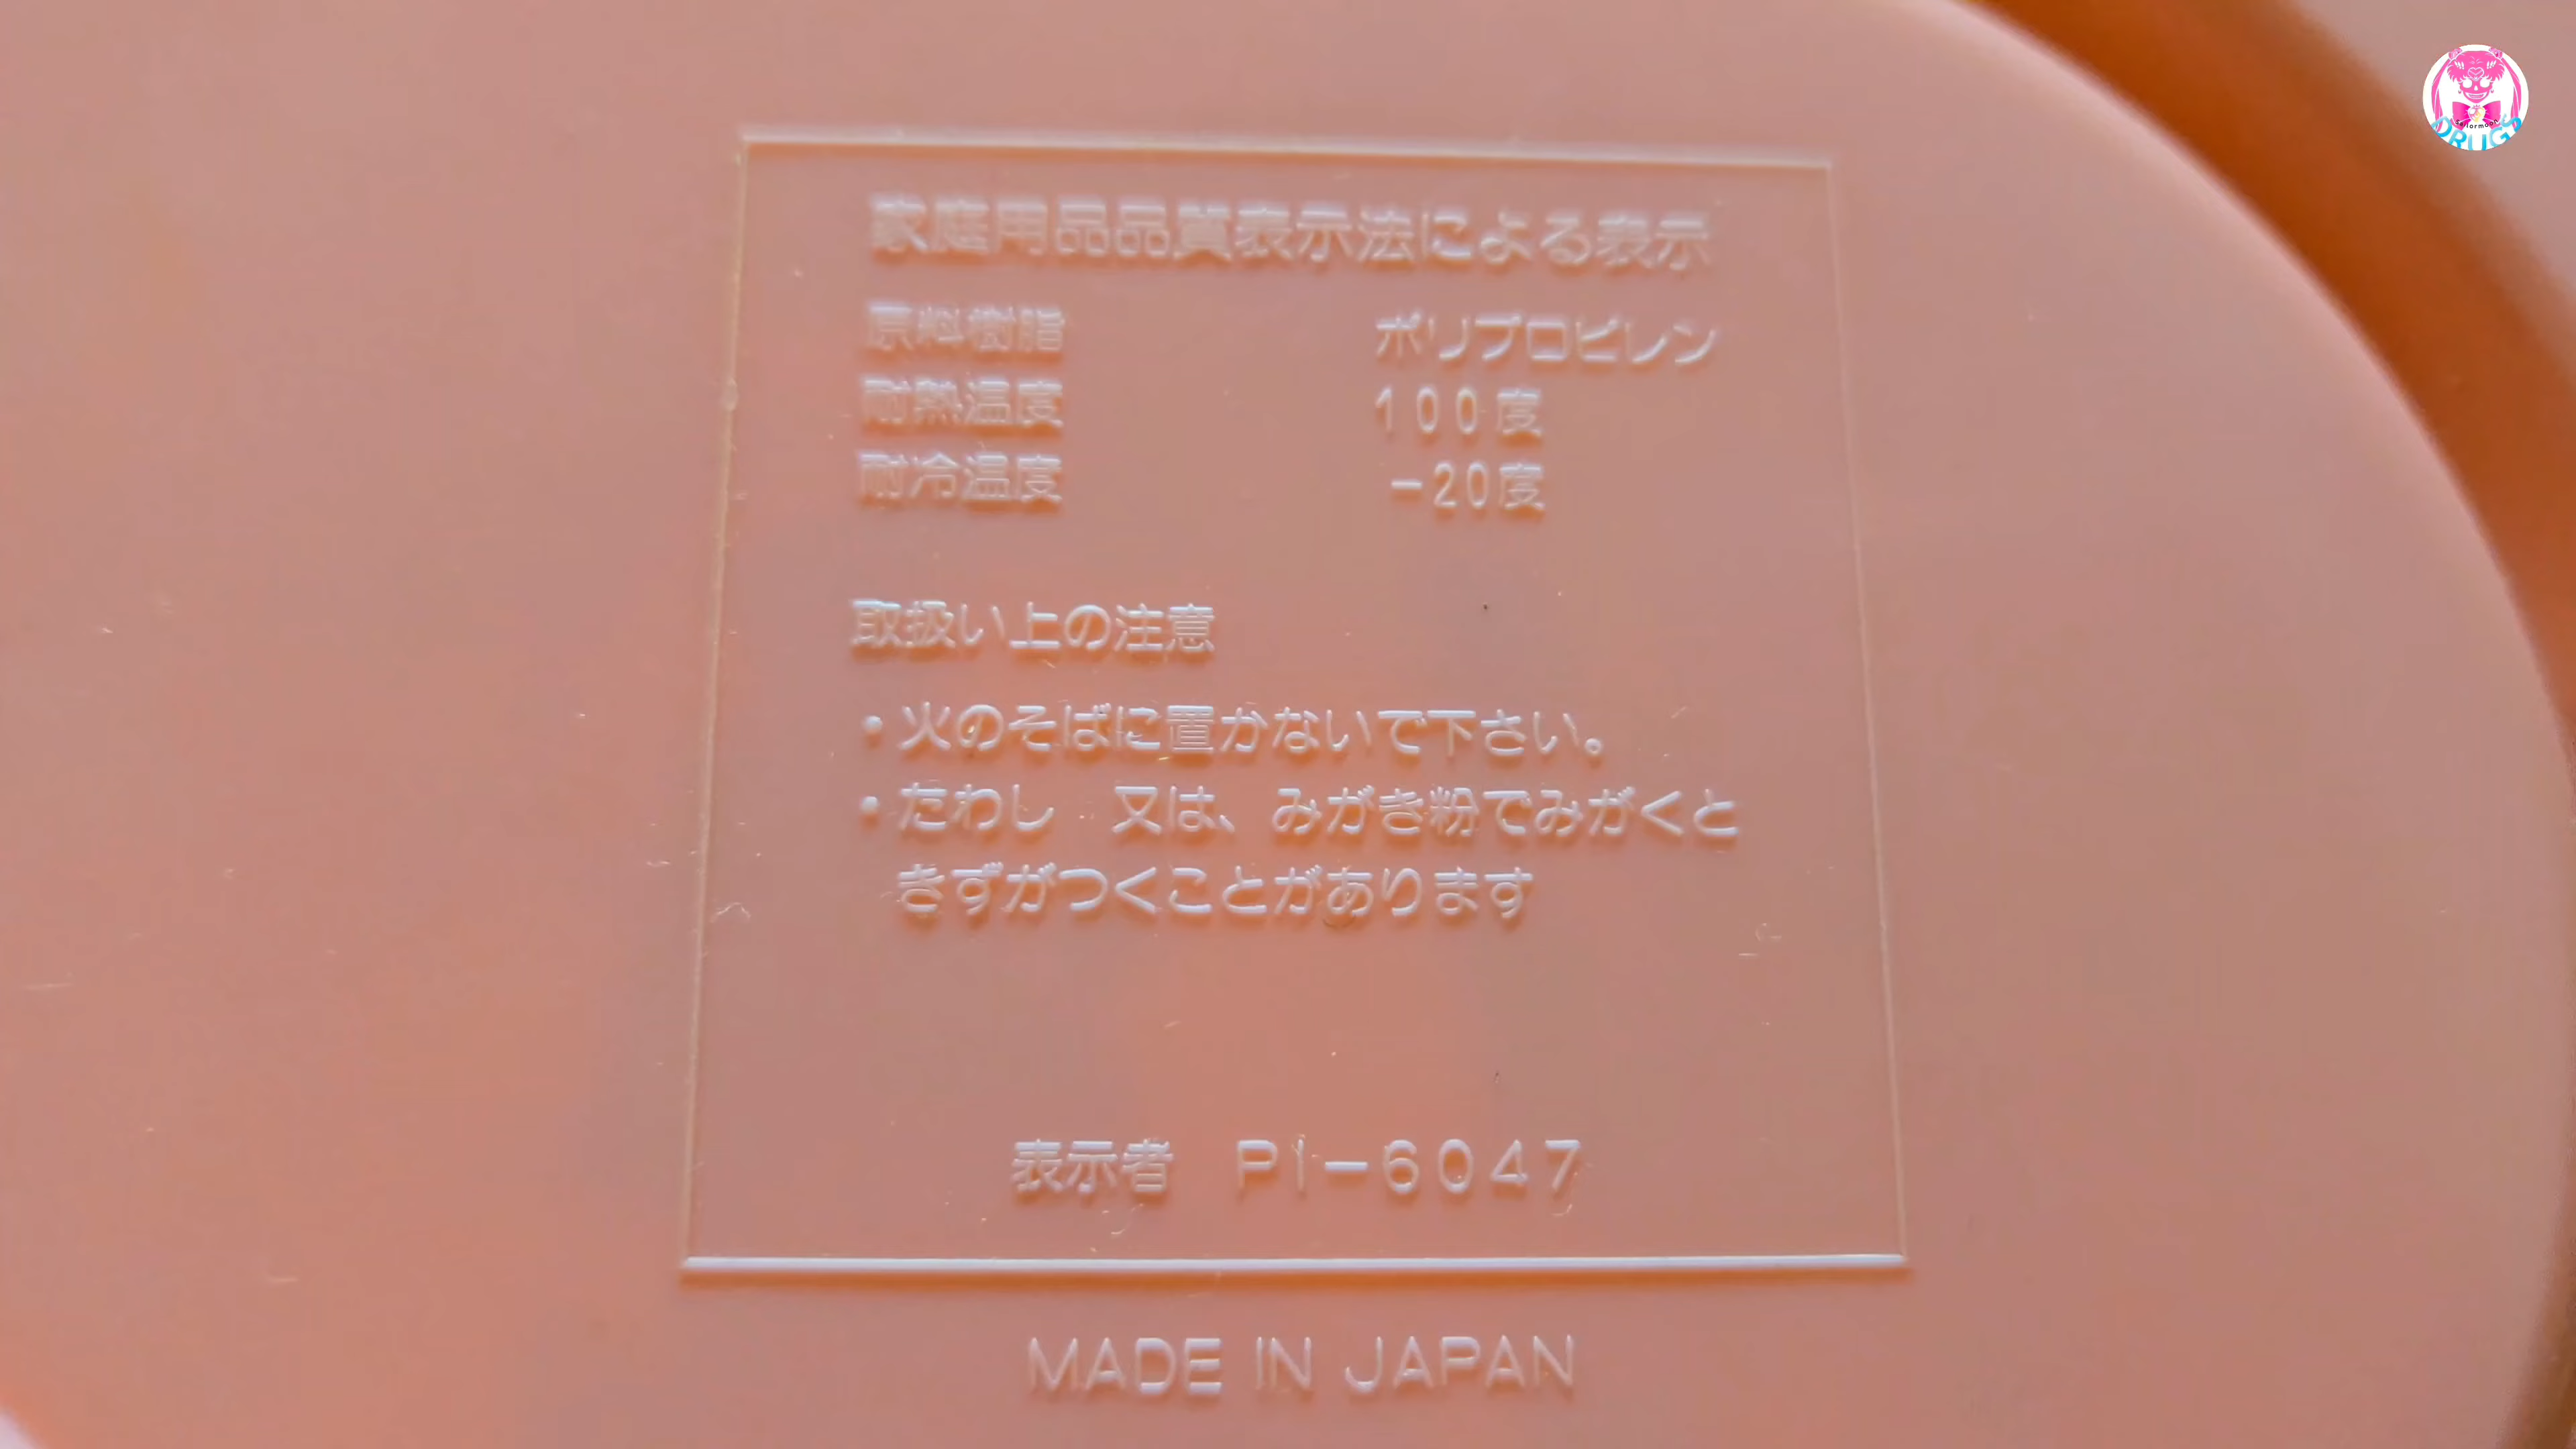 家庭用品品質表示法による表示
原料樹脂 ポリプロピレン
耐熱温度 100度
耐冷温度 -20度
取扱い上の注意
・火のそばに置かないで下さい。
・たわし 又は、みがき粉でみがくと
きずがつくことがあります
表示者 PI-6047
MADE IN JAPAN
Sailormoon
DRUGS